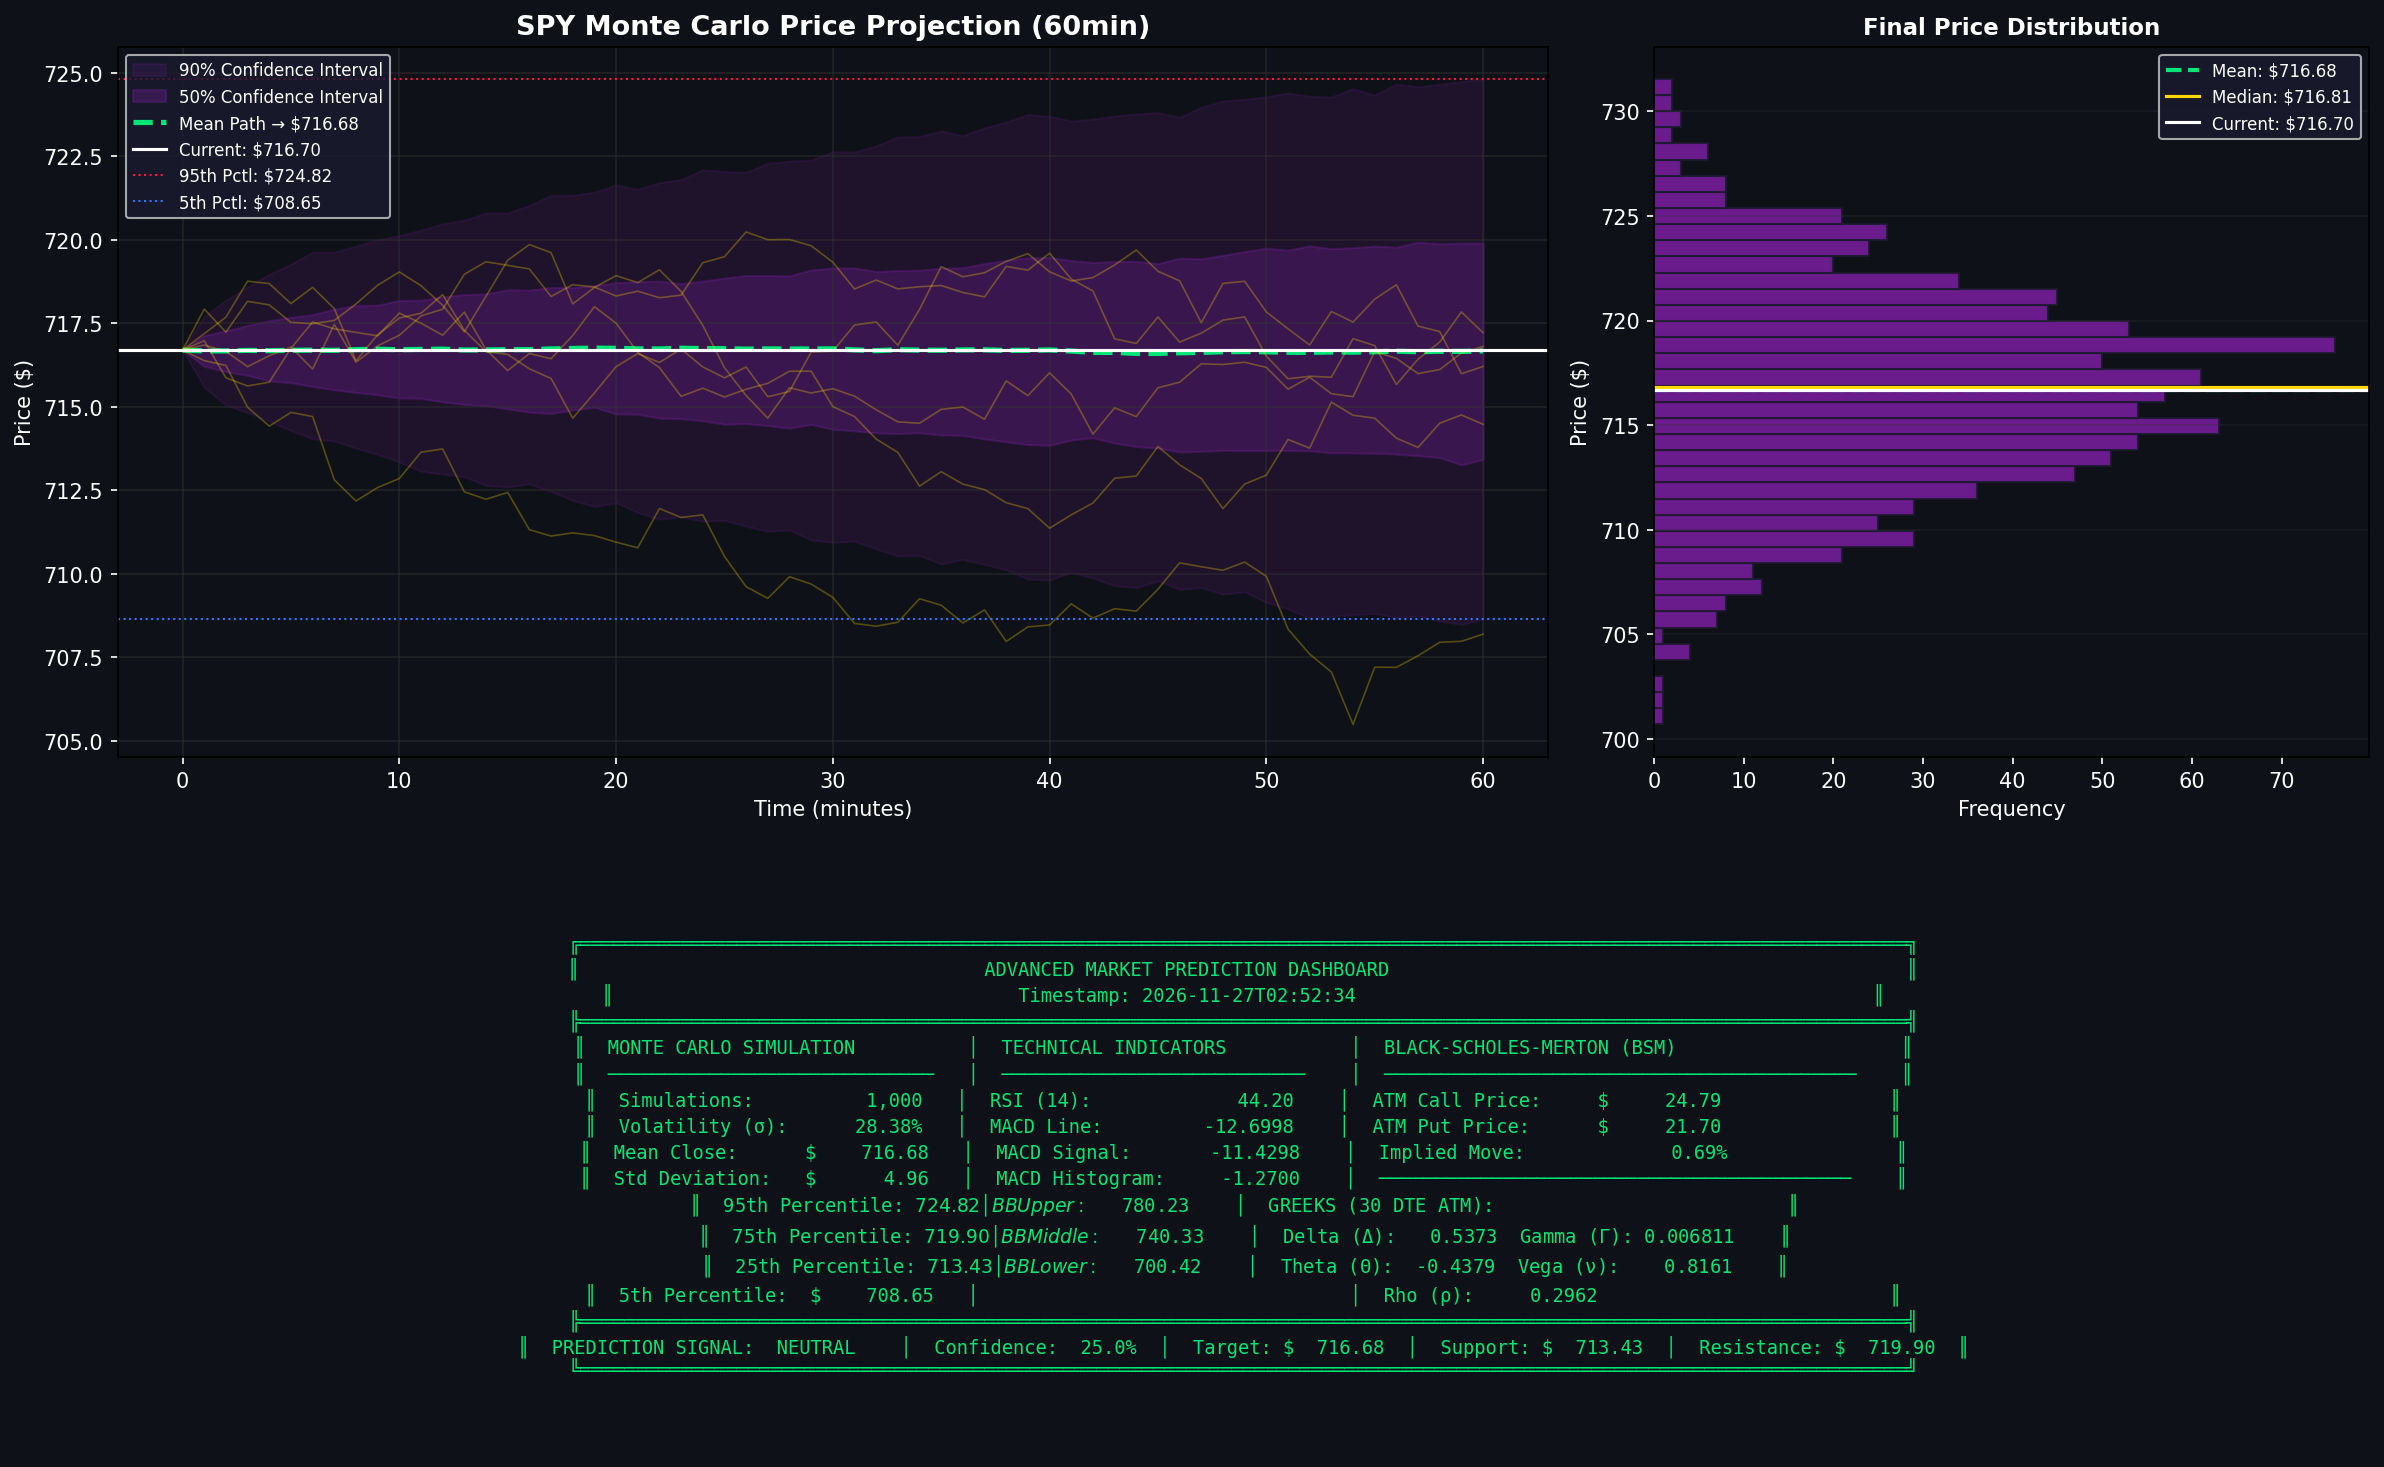 SPY Monte Carlo Price Projection (60min)
90% Confidence Interval
50% Confidence Interval
Mean Path → $716.68
Current: $716.70
95th Pctl: $724.82
5th Pctl: $708.65
Price ($)
725.0
722.5
720.0
717.5
715.0
712.5
710.0
707.5
705.0
0 10 20 30 40 50 60
Time (minutes)
Final Price Distribution
Mean: $716.68
Median: $716.81
Current: $716.70
Price ($)
730
725
720
715
710
705
700
0 10 20 30 40 50 60 70
Frequency
ADVANCED MARKET PREDICTION DASHBOARD
Timestamp: 2026-11-27T02:52:34
MONTE CARLO SIMULATION │ TECHNICAL INDICATORS │ BLACK-SCHOLES-MERTON (BSM)
Simulations: 1,000 │ RSI (14): 44.20 │ ATM Call Price: $ 24.79
Volatility (σ): 28.38% │ MACD Line: -12.6998 │ ATM Put Price: $ 21.70
Mean Close: $ 716.68 │ MACD Signal: -11.4298 │ Implied Move: 0.69%
Std Deviation: $ 4.96 │ MACD Histogram: -1.2700 │
95th Percentile: 724.82│BBUpper: 780.23 │ GREEKS (30 DTE ATM):
75th Percentile: 719.90│BBMiddle: 740.33 │ Delta (Δ): 0.5373 Gamma (Γ): 0.006811
25th Percentile: 713.43│BBLower: 700.42 │ Theta (Θ): -0.4379 Vega (ν): 0.8161
5th Percentile: $ 708.65 │ │ Rho (ρ): 0.2962
PREDICTION SIGNAL: NEUTRAL │ Confidence: 25.0% │ Target: $ 716.68 │ Support: $ 713.43 │ Resistance: $ 719.90